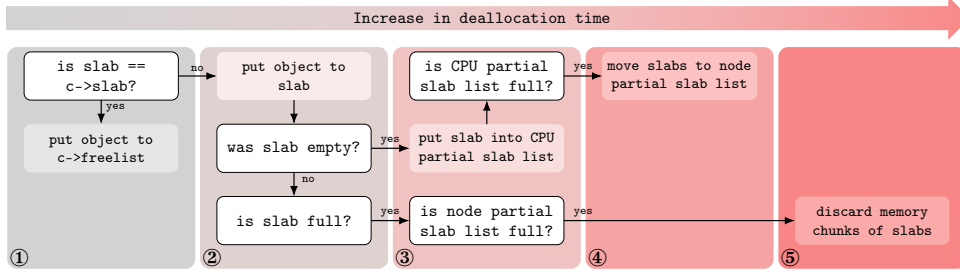 Increase in deallocation time
is slab ==
c->slab?
no
yes
put object to
c->freelist
①
put object to
slab
was slab empty?
yes
no
is slab full?
yes
②
is CPU partial
slab list full?
yes
put slab into CPU
partial slab list
is node partial
slab list full?
yes
③
move slabs to node
partial slab list
④
discard memory
chunks of slabs
⑤